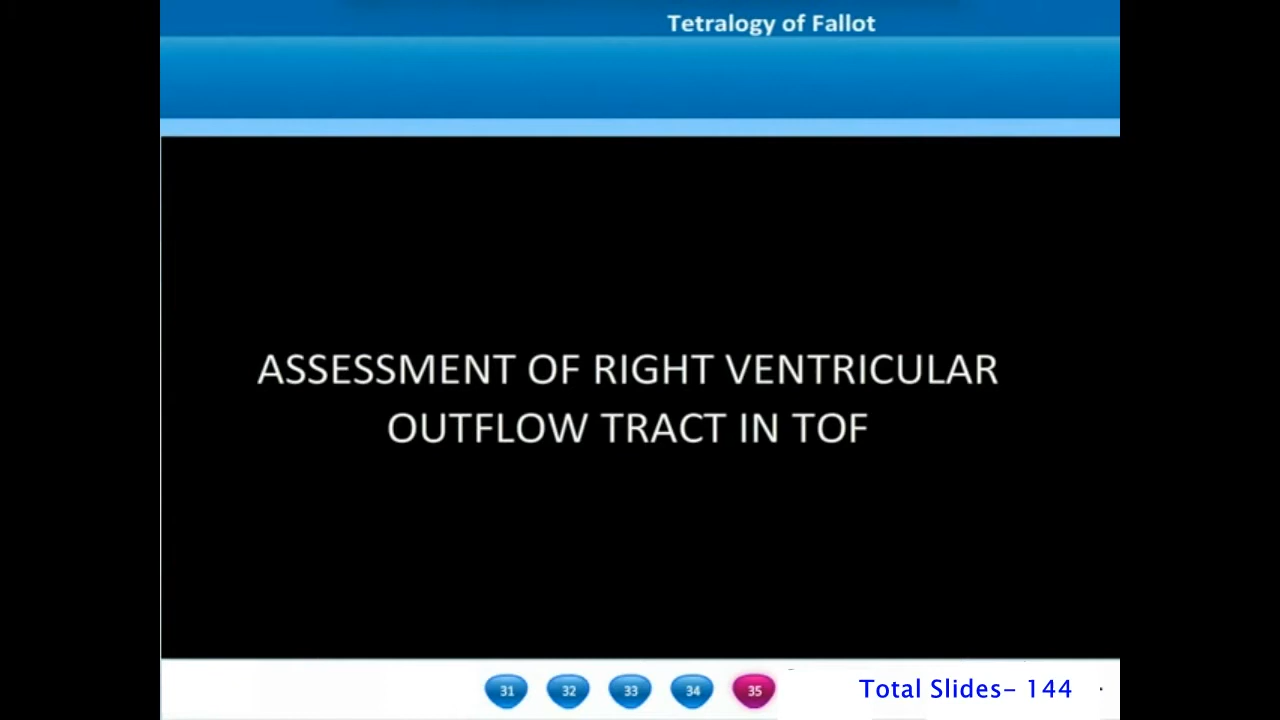 Tetralogy of Fallot
ASSESSMENT OF RIGHT VENTRICULAR
OUTFLOW TRACT IN TOF
31 32 33 34 35 Total Slides- 144